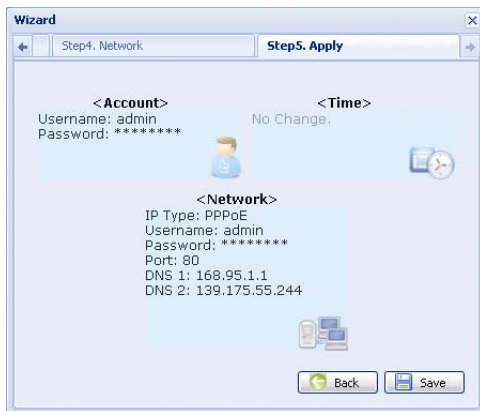 Wizard
Step4. Network
Step5. Apply
<Account>
Username: admin
Password: ********
<Time>
No Change.
<Network>
IP Type: PPPoE
Username: admin
Password: ********
Port: 80
DNS 1: 168.95.1.1
DNS 2: 139.175.55.244
Back
Save